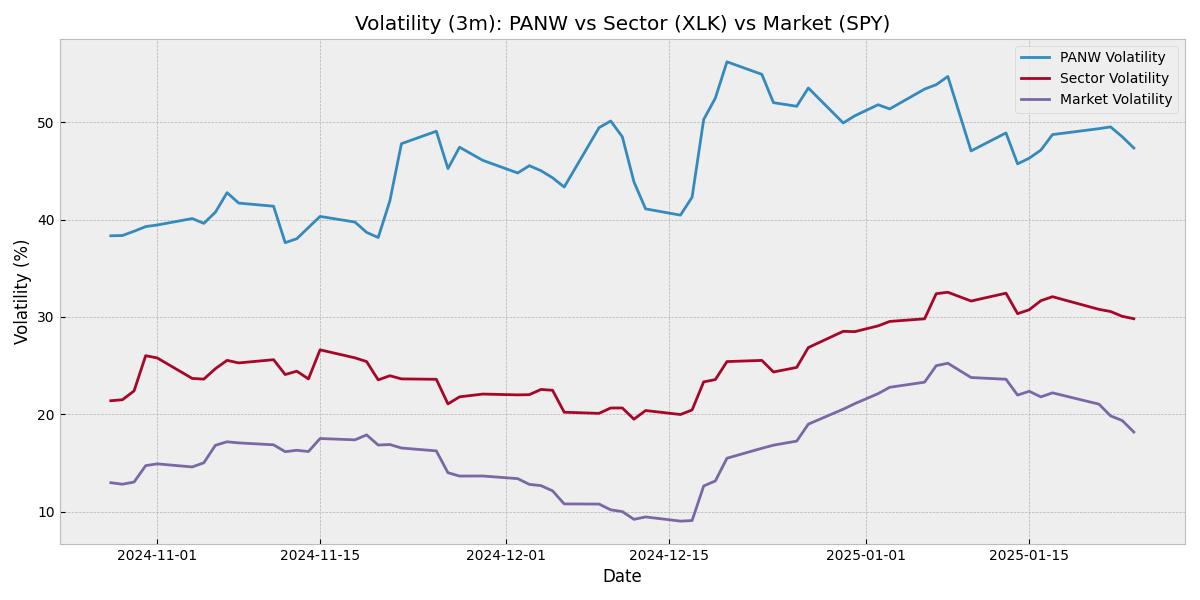 Volatility (3m): PANW vs Sector (XLK) vs Market (SPY)
PANW Volatility
Sector Volatility
Market Volatility
Volatility (%)
50
40
30
20
10
2024-11-01
2024-11-15
2024-12-01
2024-12-15
2025-01-01
2025-01-15
Date